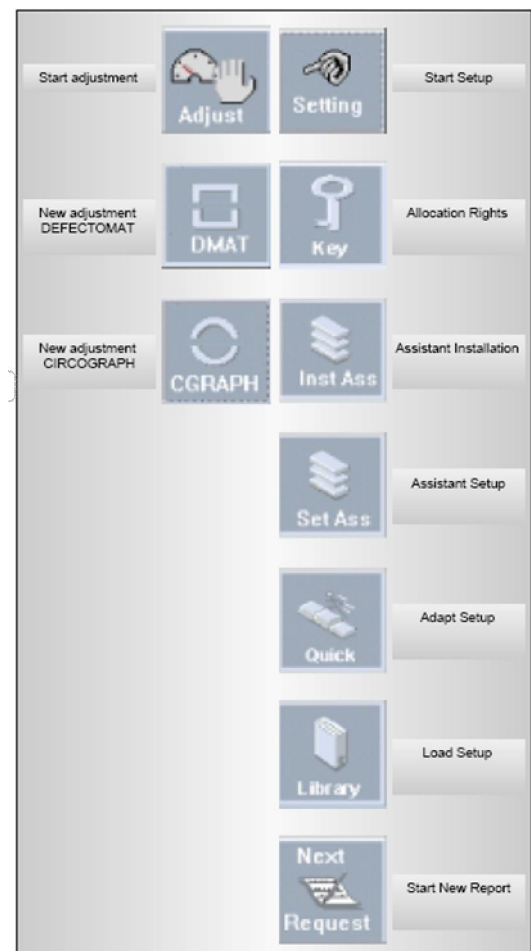 Start adjustment
Adjust
Setting
Start Setup
New adjustment
DEFECTOMAT
DMAT
Key
Allocation Rights
New adjustment
CIRCOGRAPH
CGRAPH
Inst Ass
Assistant Installation
Set Ass
Assistant Setup
Quick
Adapt Setup
Library
Load Setup
Next
Request
Start New Report